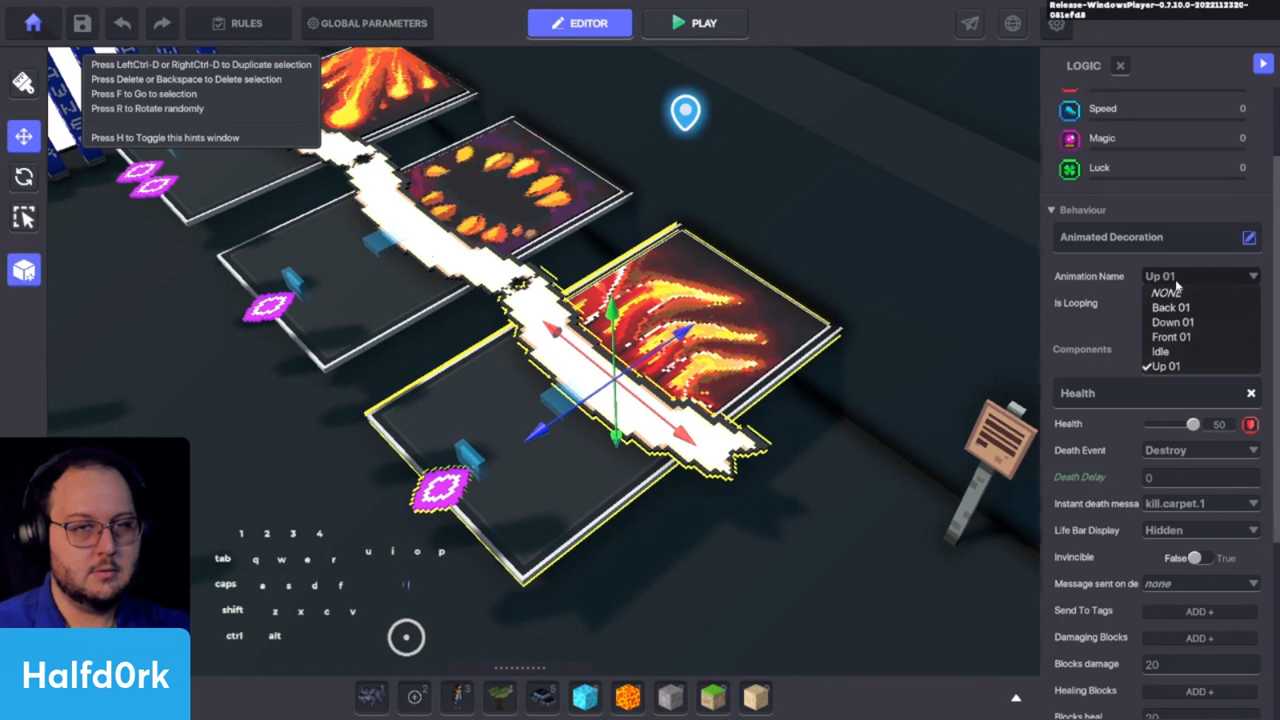 Release-WindowsPlayer-0.7.10.0-2022112320-
081efd8
RULES
GLOBAL PARAMETERS
EDITOR
PLAY
Press LeftCtrl-D or RightCtrl-D to Duplicate selection
Press Delete or Backspace to Delete selection
Press F to Go to selection
Press R to Rotate randomly
Press H to Toggle this hints window
LOGIC
Speed 0
Magic 0
Luck 0
Behaviour
Animated Decoration
Animation Name Up 01
NONE
Back 01
Is Looping
Down 01
Front 01
Components
Idle
Up 01
Health
Health 50
Death Event Destroy
Death Delay 0
Instant death messa kill.carpet.1
Life Bar Display Hidden
Invincible False True
Message sent on de none
Send To Tags ADD +
Damaging Blocks ADD +
Blocks damage 20
Healing Blocks ADD +
1 2 3 4
tab q w e r u i o p
caps a s d f
shift z x c v
ctrl alt
Halfd0rk
2
3
4
5